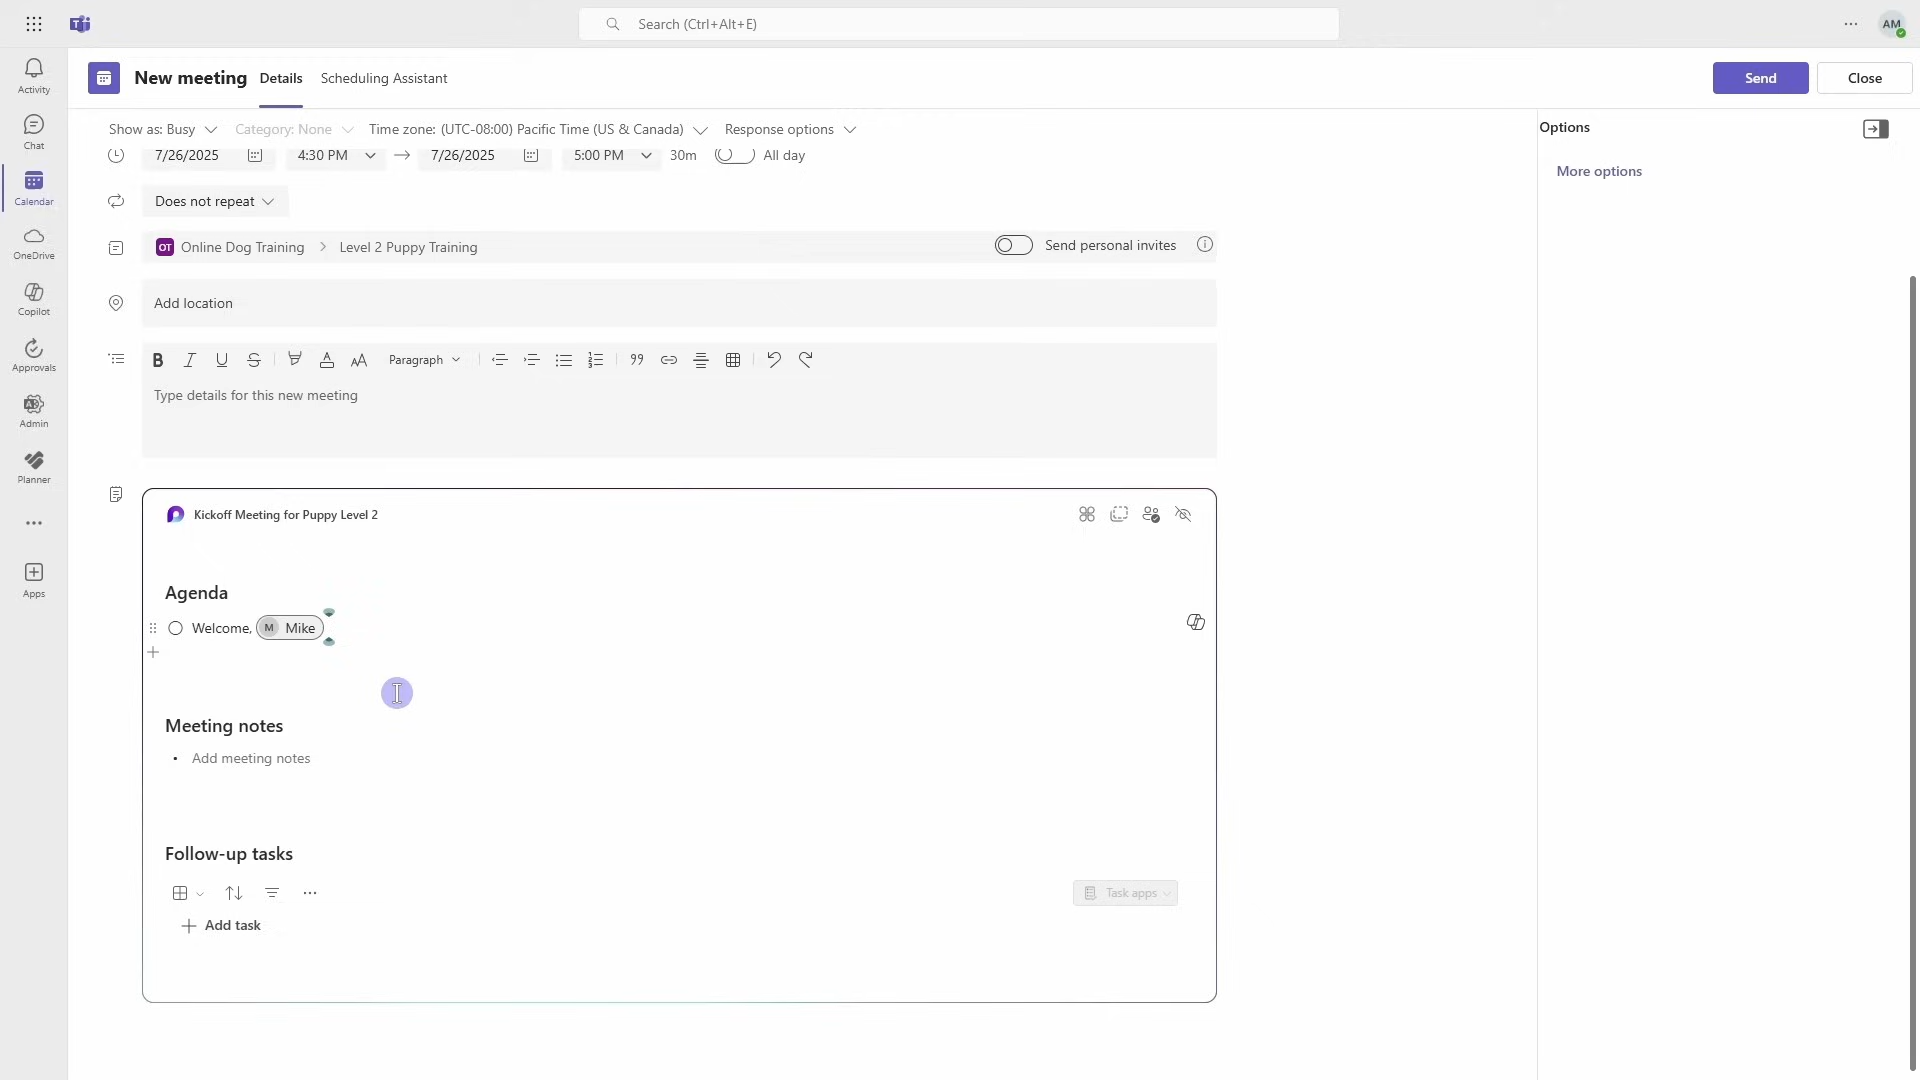 Search (Ctrl+Alt+E)
AM
Activity
Chat
Calendar
OneDrive
Copilot
Approvals
Admin
Planner
Apps
New meeting Details Scheduling Assistant
Send Close
Show as: Busy Category: None Time zone: (UTC-08:00) Pacific Time (US & Canada) Response options
7/26/2025 4:30 PM 7/26/2025 5:00 PM 30m All day
Does not repeat
OT Online Dog Training > Level 2 Puppy Training Send personal invites
Add location
Paragraph
Type details for this new meeting
Kickoff Meeting for Puppy Level 2
Agenda
Welcome, M Mike
Meeting notes
• Add meeting notes
Follow-up tasks
Task apps
Add task
Options
More options